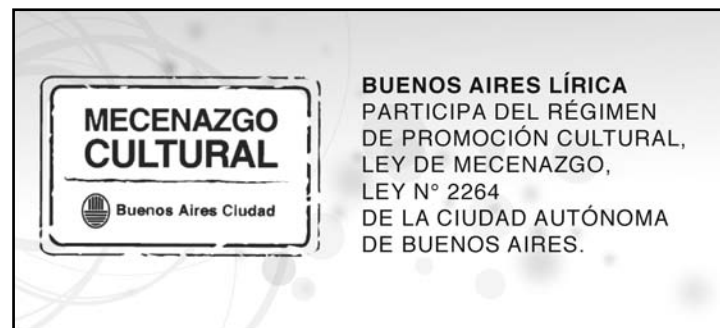 MECENAZGO
CULTURAL
Buenos Aires Ciudad
BUENOS AIRES LÍRICA
PARTICIPA DEL RÉGIMEN
DE PROMOCIÓN CULTURAL,
LEY DE MECENAZGO,
LEY N° 2264
DE LA CIUDAD AUTÓNOMA
DE BUENOS AIRES.